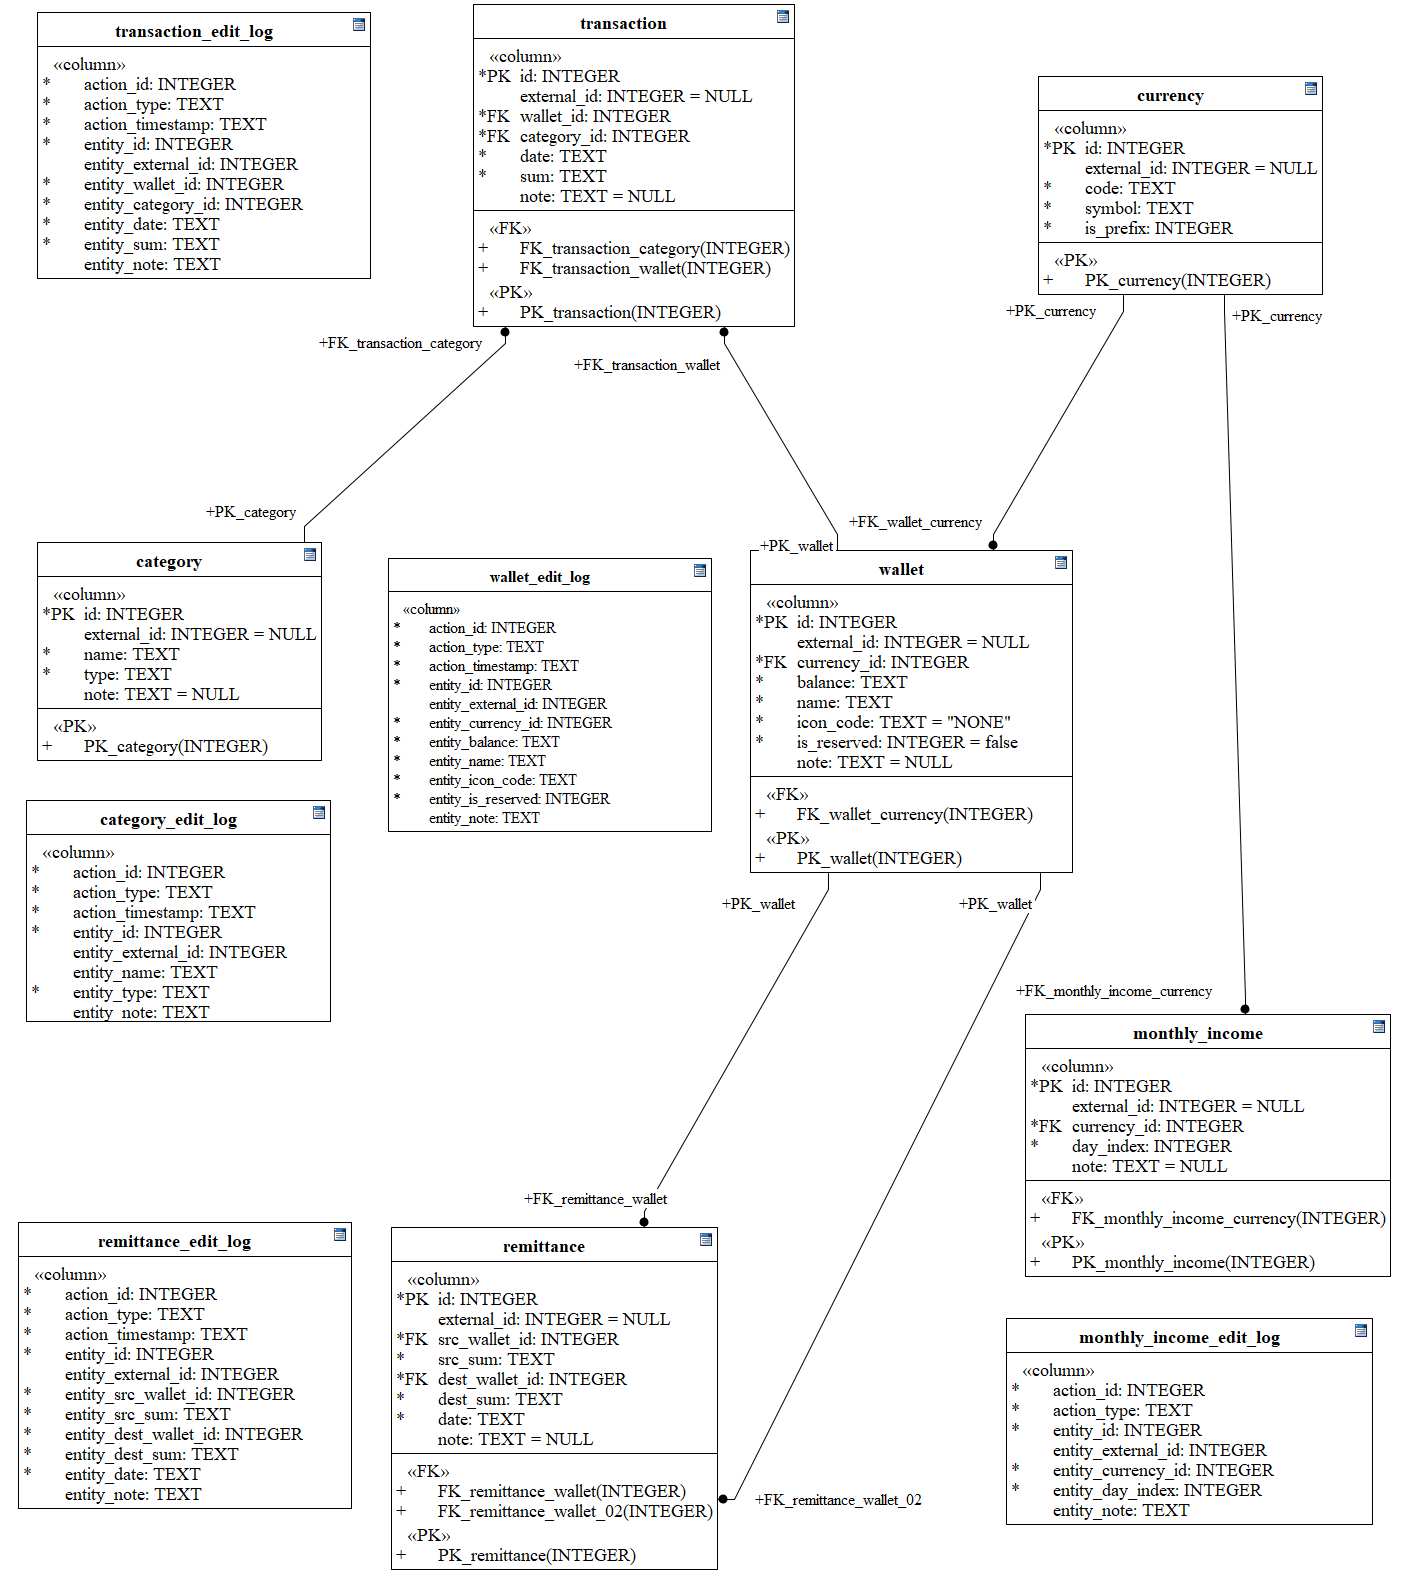 transaction_edit_log
«column»
* action_id: INTEGER
* action_type: TEXT
* action_timestamp: TEXT
* entity_id: INTEGER
entity_external_id: INTEGER
* entity_wallet_id: INTEGER
* entity_category_id: INTEGER
* entity_date: TEXT
* entity_sum: TEXT
entity_note: TEXT
transaction
«column»
*PK id: INTEGER
external_id: INTEGER = NULL
*FK wallet_id: INTEGER
*FK category_id: INTEGER
* date: TEXT
* sum: TEXT
note: TEXT = NULL
«FK»
+ FK_transaction_category(INTEGER)
+ FK_transaction_wallet(INTEGER)
«PK»
+ PK_transaction(INTEGER)
currency
«column»
*PK id: INTEGER
external_id: INTEGER = NULL
* code: TEXT
* symbol: TEXT
* is_prefix: INTEGER
«PK»
+ PK_currency(INTEGER)
+PK_currency
+PK_currency
+FK_transaction_category
+FK_transaction_wallet
+PK_category
+FK_wallet_currency
+PK_wallet
category
«column»
*PK id: INTEGER
external_id: INTEGER = NULL
* name: TEXT
* type: TEXT
note: TEXT = NULL
«PK»
+ PK_category(INTEGER)
wallet_edit_log
«column»
* action_id: INTEGER
* action_type: TEXT
* action_timestamp: TEXT
* entity_id: INTEGER
entity_external_id: INTEGER
* entity_currency_id: INTEGER
* entity_balance: TEXT
* entity_name: TEXT
* entity_icon_code: TEXT
* entity_is_reserved: INTEGER
entity_note: TEXT
wallet
«column»
*PK id: INTEGER
external_id: INTEGER = NULL
*FK currency_id: INTEGER
* balance: TEXT
* name: TEXT
* icon_code: TEXT = "NONE"
* is_reserved: INTEGER = false
note: TEXT = NULL
«FK»
+ FK_wallet_currency(INTEGER)
«PK»
+ PK_wallet(INTEGER)
category_edit_log
«column»
* action_id: INTEGER
* action_type: TEXT
* action_timestamp: TEXT
* entity_id: INTEGER
entity_external_id: INTEGER
entity_name: TEXT
* entity_type: TEXT
entity_note: TEXT
+PK_wallet
+PK_wallet
+FK_monthly_income_currency
monthly_income
«column»
*PK id: INTEGER
external_id: INTEGER = NULL
*FK currency_id: INTEGER
* day_index: INTEGER
note: TEXT = NULL
«FK»
+ FK_monthly_income_currency(INTEGER)
«PK»
+ PK_monthly_income(INTEGER)
+FK_remittance_wallet
remittance_edit_log
«column»
* action_id: INTEGER
* action_type: TEXT
* action_timestamp: TEXT
* entity_id: INTEGER
entity_external_id: INTEGER
* entity_src_wallet_id: INTEGER
* entity_src_sum: TEXT
* entity_dest_wallet_id: INTEGER
* entity_dest_sum: TEXT
* entity_date: TEXT
entity_note: TEXT
remittance
«column»
*PK id: INTEGER
external_id: INTEGER = NULL
*FK src_wallet_id: INTEGER
* src_sum: TEXT
*FK dest_wallet_id: INTEGER
* dest_sum: TEXT
* date: TEXT
note: TEXT = NULL
«FK»
+ FK_remittance_wallet(INTEGER)
+ FK_remittance_wallet_02(INTEGER)
«PK»
+ PK_remittance(INTEGER)
+FK_remittance_wallet_02
monthly_income_edit_log
«column»
* action_id: INTEGER
* action_type: TEXT
* entity_id: INTEGER
entity_external_id: INTEGER
* entity_currency_id: INTEGER
* entity_day_index: INTEGER
entity_note: TEXT